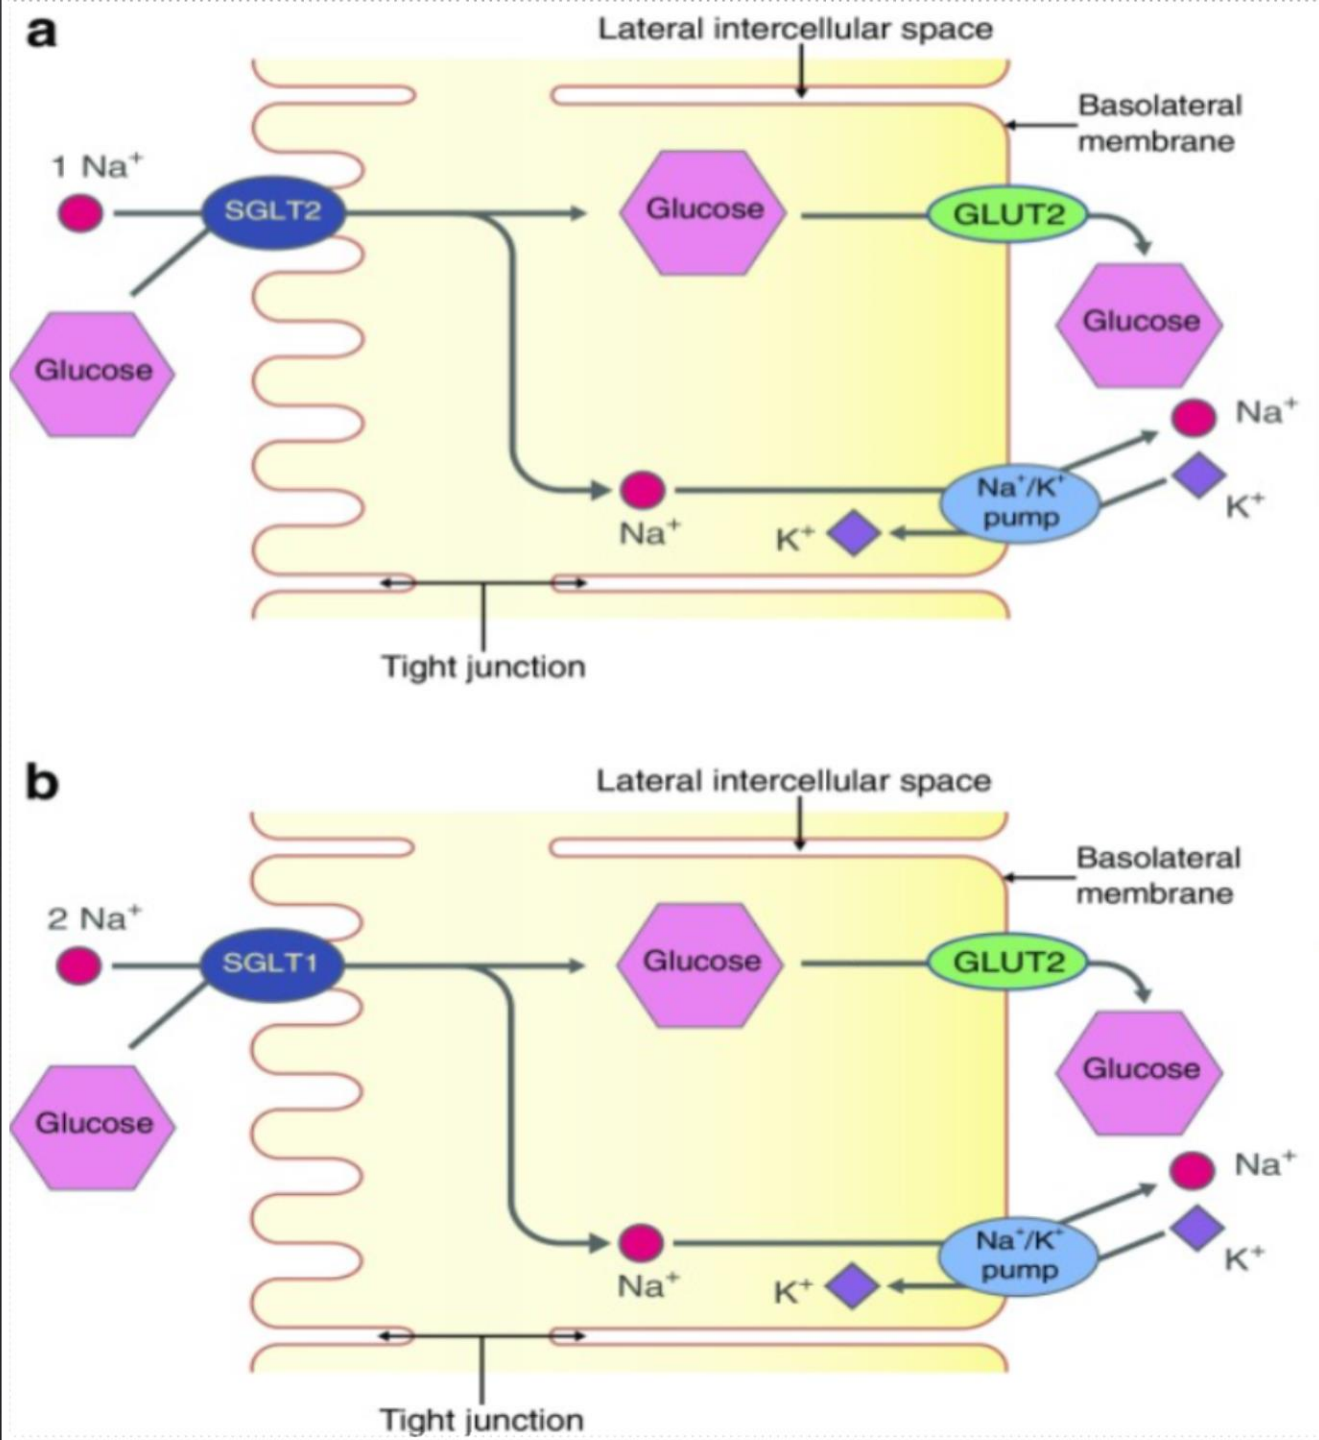 a
Lateral intercellular space
Basolateral
membrane
1 Na⁺
SGLT2
Glucose
GLUT2
Glucose
Glucose
Na⁺
Na⁺/K⁺
pump
K⁺
Na⁺
K⁺
Tight junction
b
Lateral intercellular space
Basolateral
membrane
2 Na⁺
SGLT1
Glucose
GLUT2
Glucose
Glucose
Na⁺
Na⁺/K⁺
pump
K⁺
Na⁺
K⁺
Tight junction